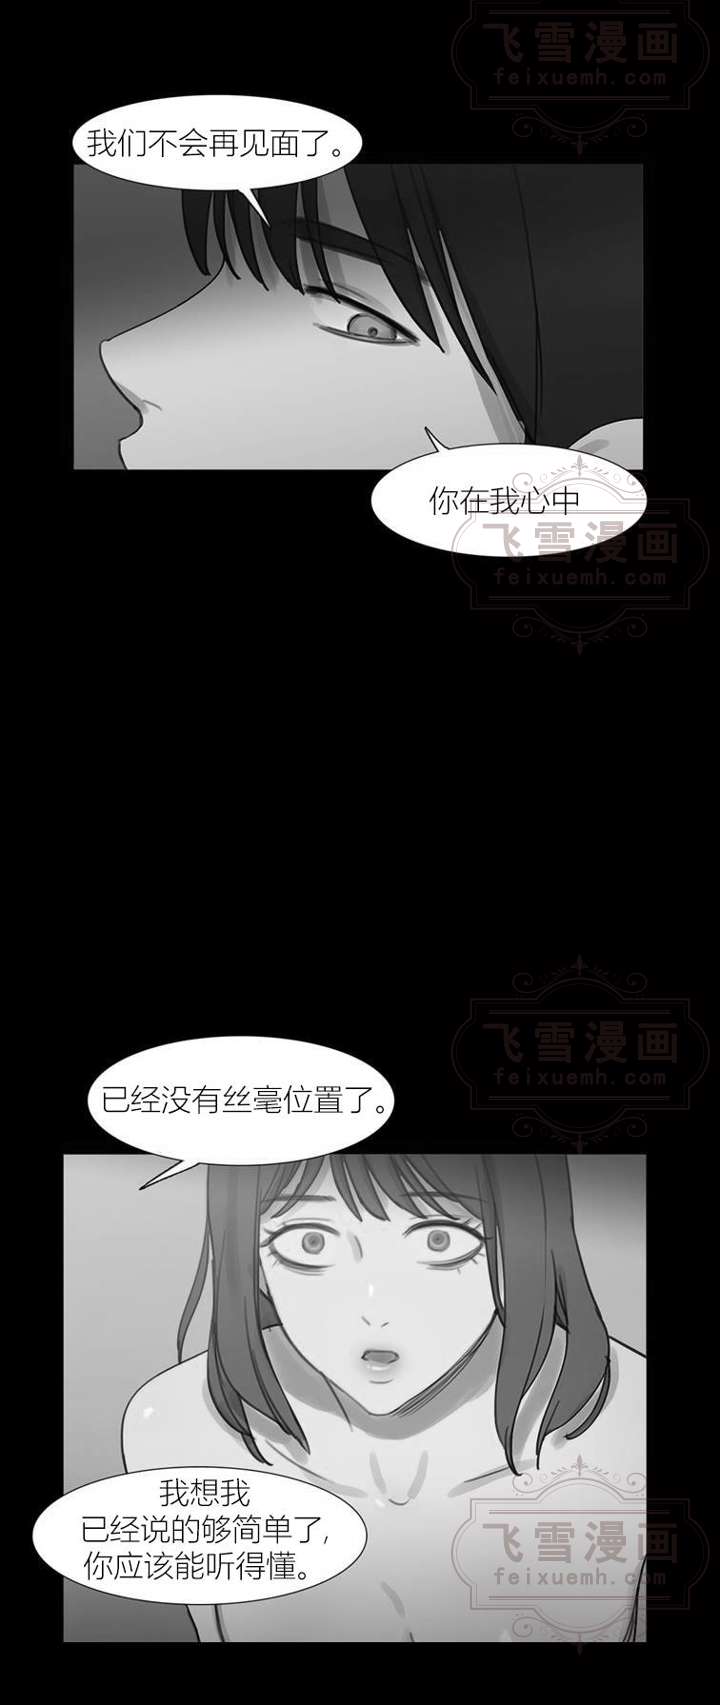 飞雪漫画
feixuemh.com
我们不会再见面了。
你在我心中
飞雪漫画
feixuemh.com
飞雪漫画
feixuemh.com
已经没有丝毫位置了。
我想我
已经说的够简单了,
你应该能听得懂。
飞雪漫画
feixuemh.com